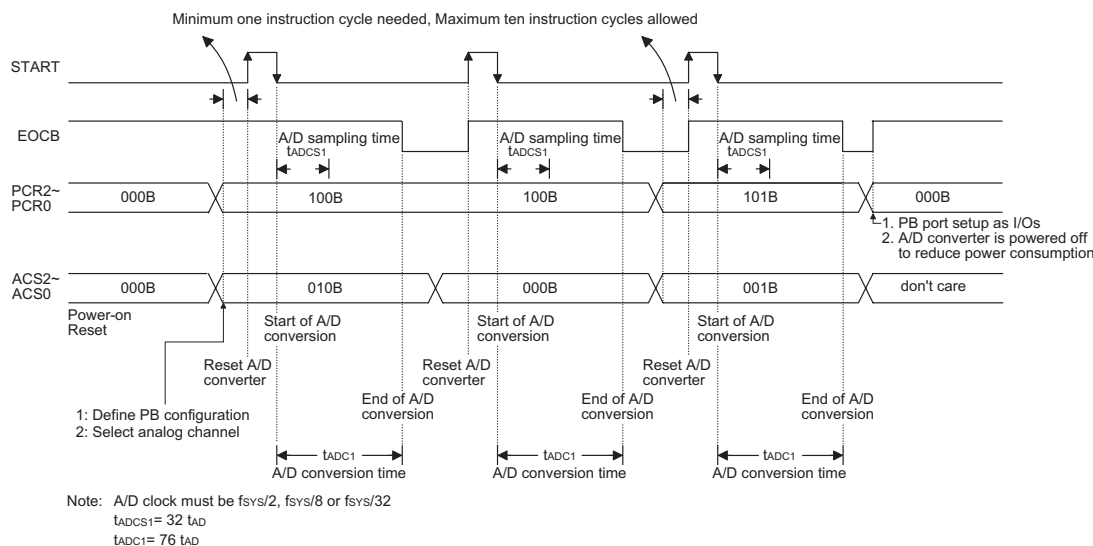 Minimum one instruction cycle needed, Maximum ten instruction cycles allowed
START
EOCB
A/D sampling time
tADCS1
A/D sampling time
tADCS1
A/D sampling time
tADCS1
PCR2~
PCR0
000B
100B
100B
101B
000B
1. PB port setup as I/Os
2. A/D converter is powered off
to reduce power consumption
ACS2~
ACS0
000B
010B
000B
001B
don't care
Power-on
Reset
Start of A/D
conversion
Start of A/D
conversion
Start of A/D
conversion
Reset A/D
converter
Reset A/D
converter
Reset A/D
converter
1: Define PB configuration
2: Select analog channel
End of A/D
conversion
End of A/D
conversion
End of A/D
conversion
tADC1
A/D conversion time
tADC1
A/D conversion time
tADC1
A/D conversion time
Note: A/D clock must be fSYS/2, fSYS/8 or fSYS/32
tADCS1= 32 tAD
tADC1= 76 tAD